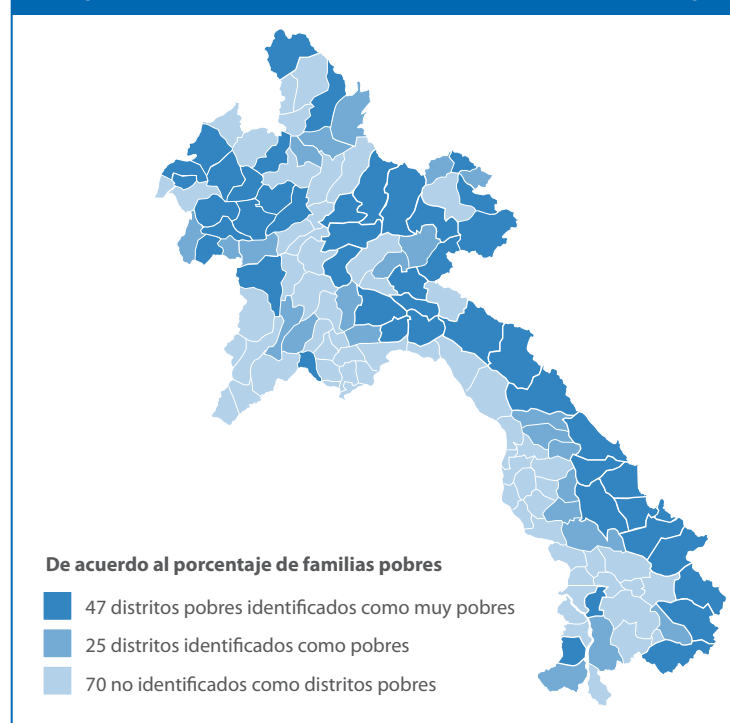 De acuerdo al porcentaje de familias pobres
47 distritos pobres identificados como muy pobres
25 distritos identificados como pobres
70 no identificados como distritos pobres